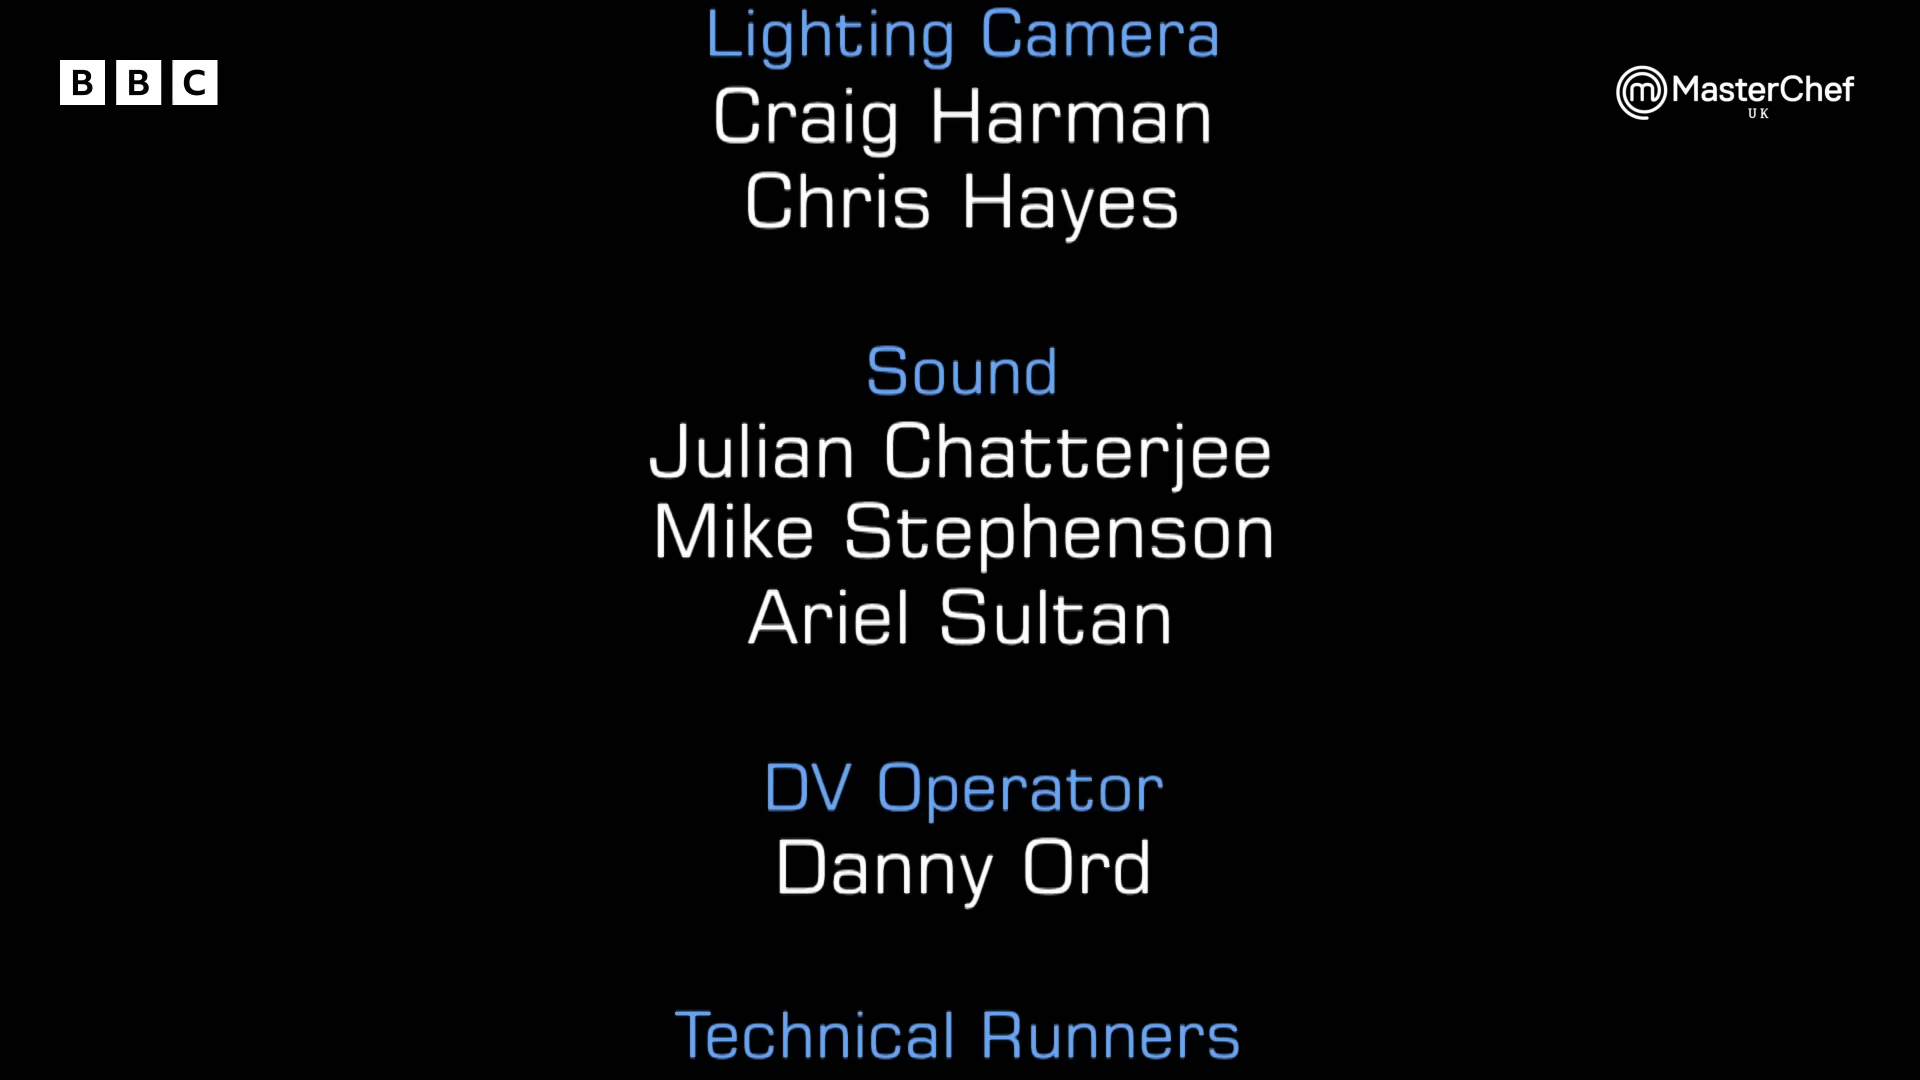 Lighting Camera
BBC
MasterChef
UK
Craig Harman
Chris Hayes
Sound
Julian Chatterjee
Mike Stephenson
Ariel Sultan
DV Operator
Danny Ord
Technical Runners